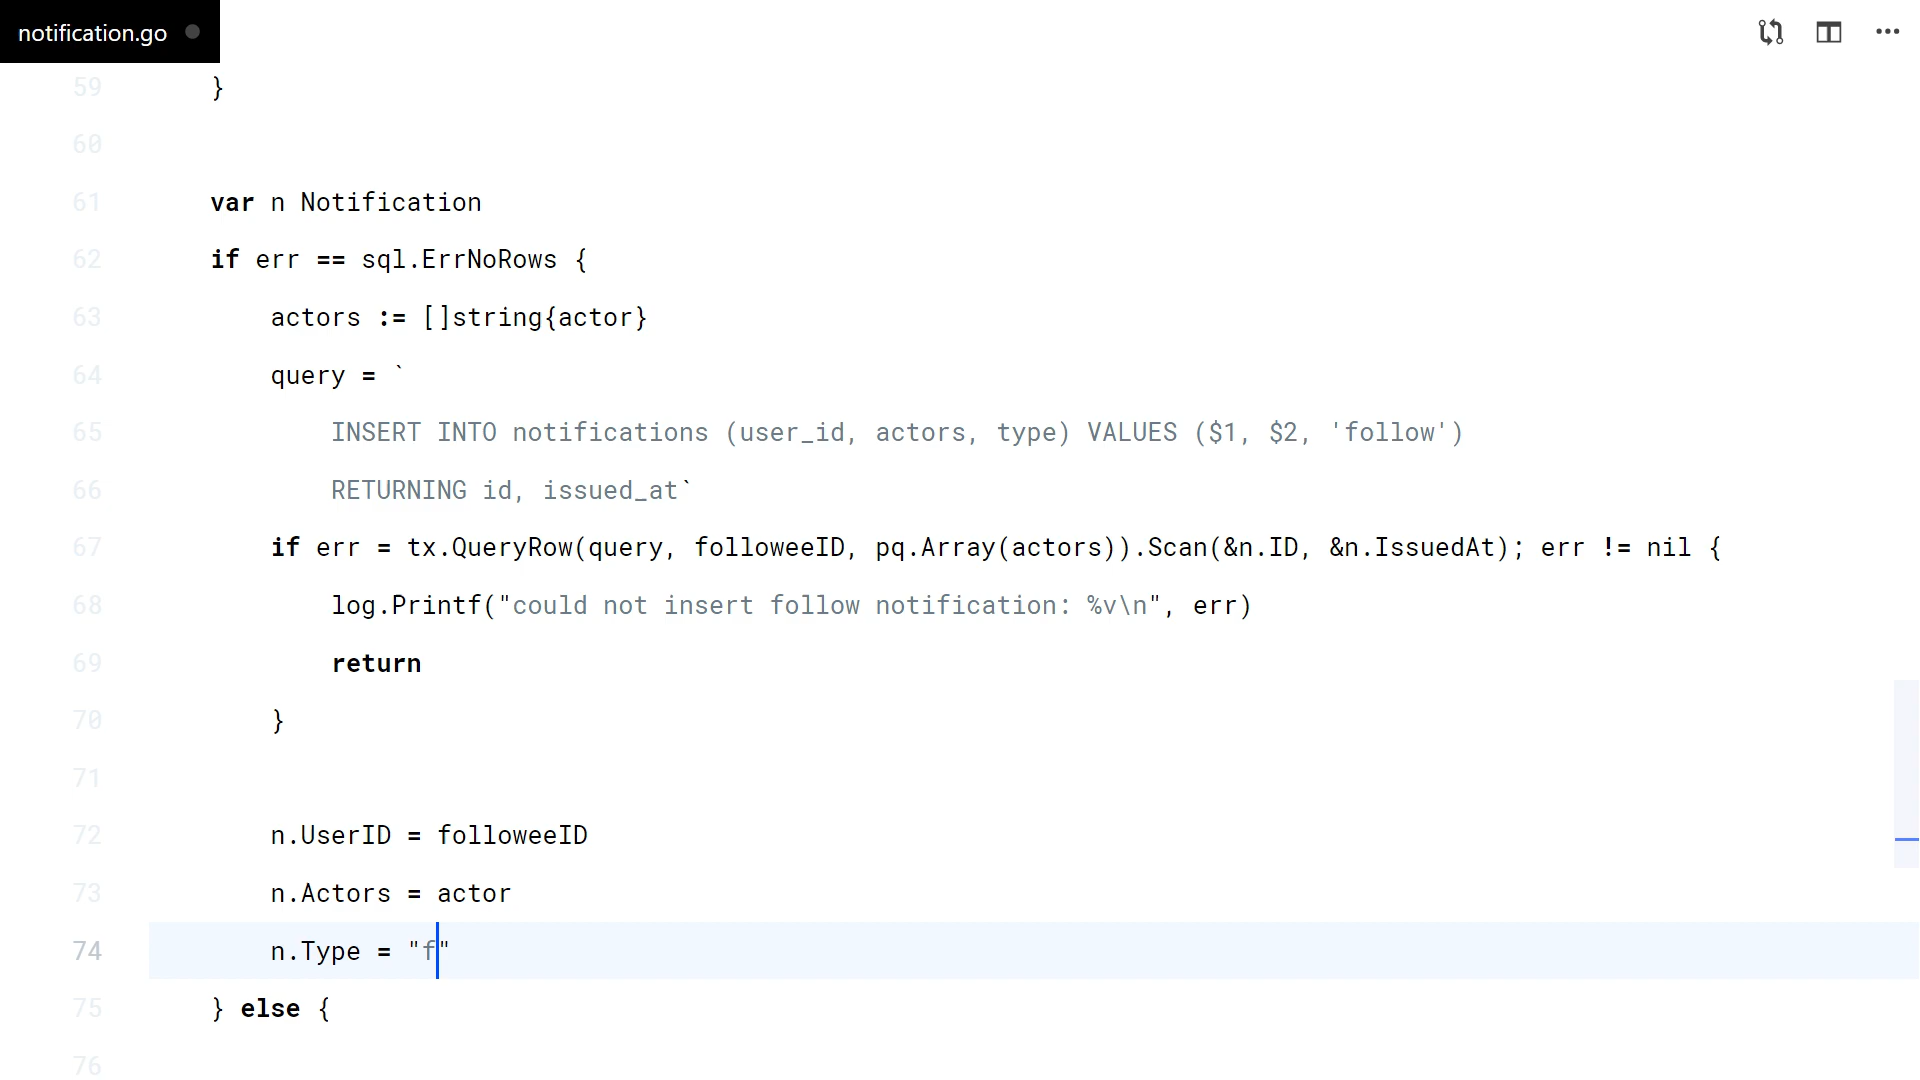 notification.go
59 }
60
61 var n Notification
62 if err == sql.ErrNoRows {
63 actors := []string{actor}
64 query = `
65 INSERT INTO notifications (user_id, actors, type) VALUES ($1, $2, 'follow')
66 RETURNING id, issued_at`
67 if err = tx.QueryRow(query, followeeID, pq.Array(actors)).Scan(&n.ID, &n.IssuedAt); err != nil {
68 log.Printf("could not insert follow notification: %v\n", err)
69 return
70 }
71
72 n.UserID = followeeID
73 n.Actors = actor
74 n.Type = "f"
75 } else {
76